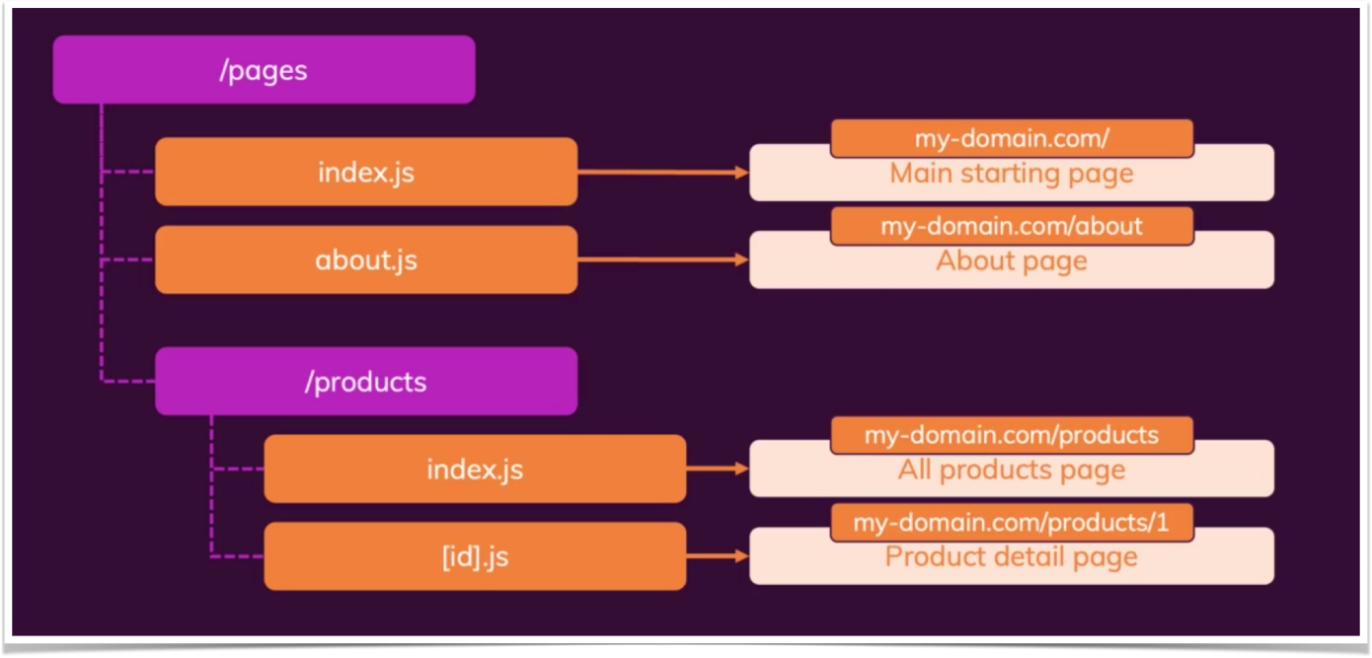 /pages
index.js
my-domain.com/
Main starting page
about.js
my-domain.com/about
About page
/products
index.js
my-domain.com/products
All products page
[id].js
my-domain.com/products/1
Product detail page